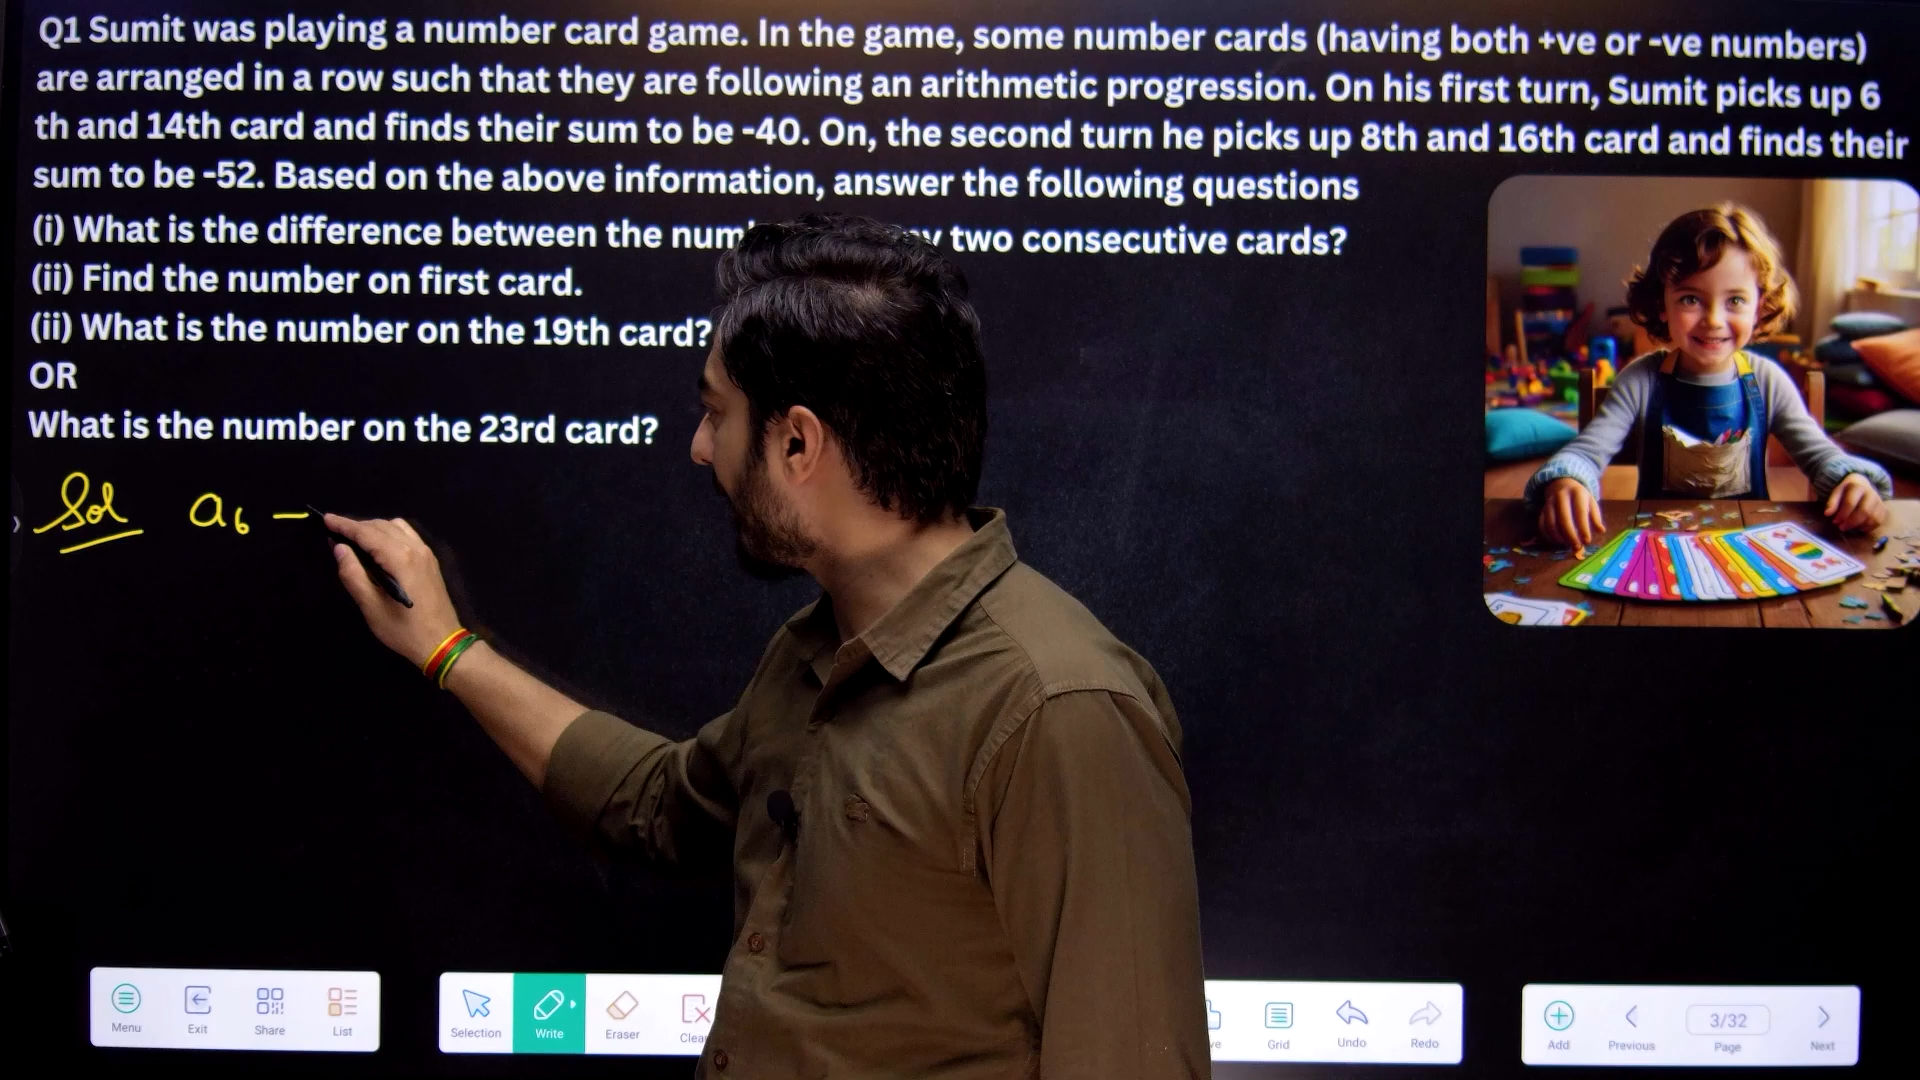 Q1 Sumit was playing a number card game. In the game, some number cards (having both +ve or -ve numbers)
are arranged in a row such that they are following an arithmetic progression. On his first turn, Sumit picks up 6
th and 14th card and finds their sum to be -40. On, the second turn he picks up 8th and 16th card and finds their
sum to be -52. Based on the above information, answer the following questions
(i) What is the difference between the two consecutive cards?
(ii) Find the number on first card.
(ii) What is the number on the 19th card?
OR
What is the number on the 23rd card?
Sol a6 –
Menu Exit Share List Selection Write Eraser Grid Undo Redo Add Previous 3/32 Page Next